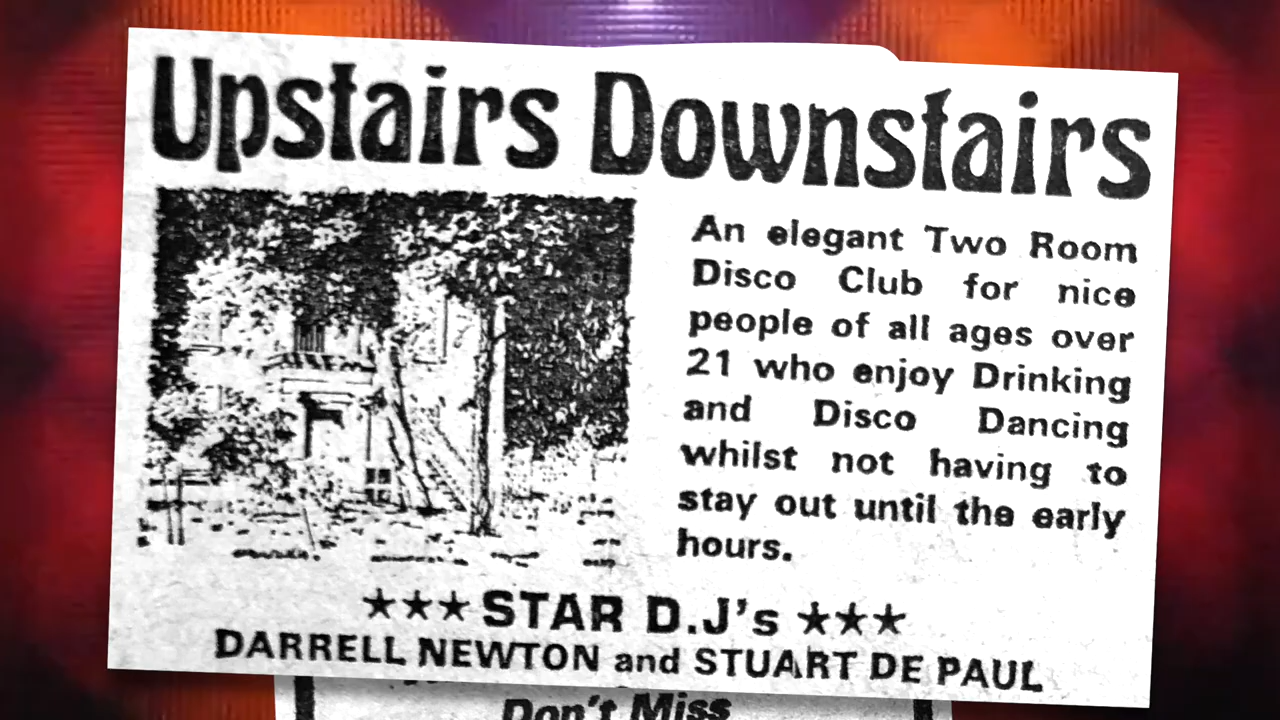 Upstairs Downstairs
An elegant Two Room
Disco Club for nice
people of all ages over
21 who enjoy Drinking
and Disco Dancing
whilst not having to
stay out until the early
hours.
★★★ STAR D.J's ★★★
DARRELL NEWTON and STUART DE PAUL
Don't Miss